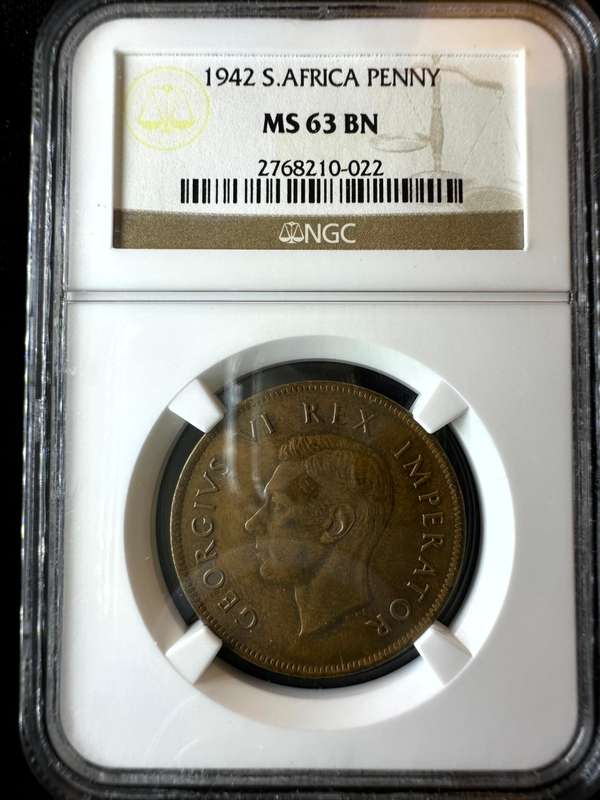 1942 S.AFRICA PENNY
MS 63 BN
2768210-022
NGC
GEORGIVS VI REX IMPERATOR